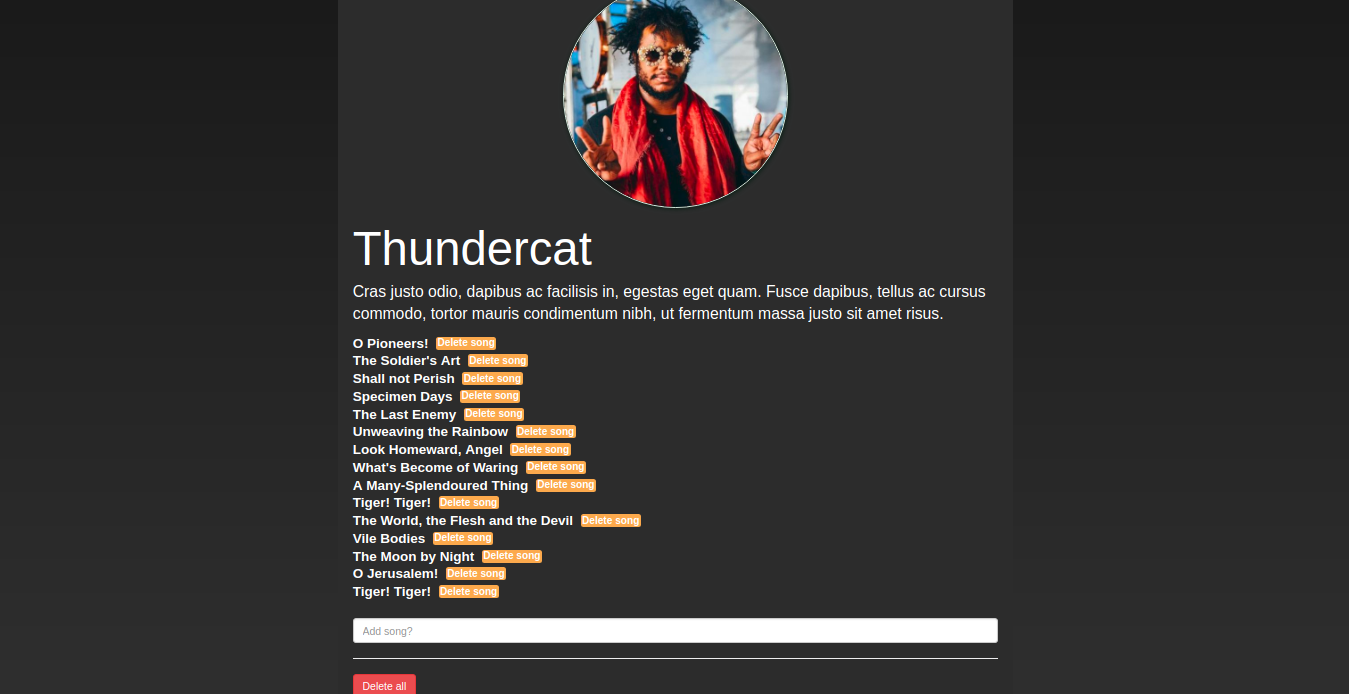 Thundercat
Cras justo odio, dapibus ac facilisis in, egestas eget quam. Fusce dapibus, tellus ac cursus
commodo, tortor mauris condimentum nibh, ut fermentum massa justo sit amet risus.
O Pioneers! Delete song
The Soldier's Art Delete song
Shall not Perish Delete song
Specimen Days Delete song
The Last Enemy Delete song
Unweaving the Rainbow Delete song
Look Homeward, Angel Delete song
What's Become of Waring Delete song
A Many-Splendoured Thing Delete song
Tiger! Tiger! Delete song
The World, the Flesh and the Devil Delete song
Vile Bodies Delete song
The Moon by Night Delete song
O Jerusalem! Delete song
Tiger! Tiger! Delete song
Add song?
Delete all